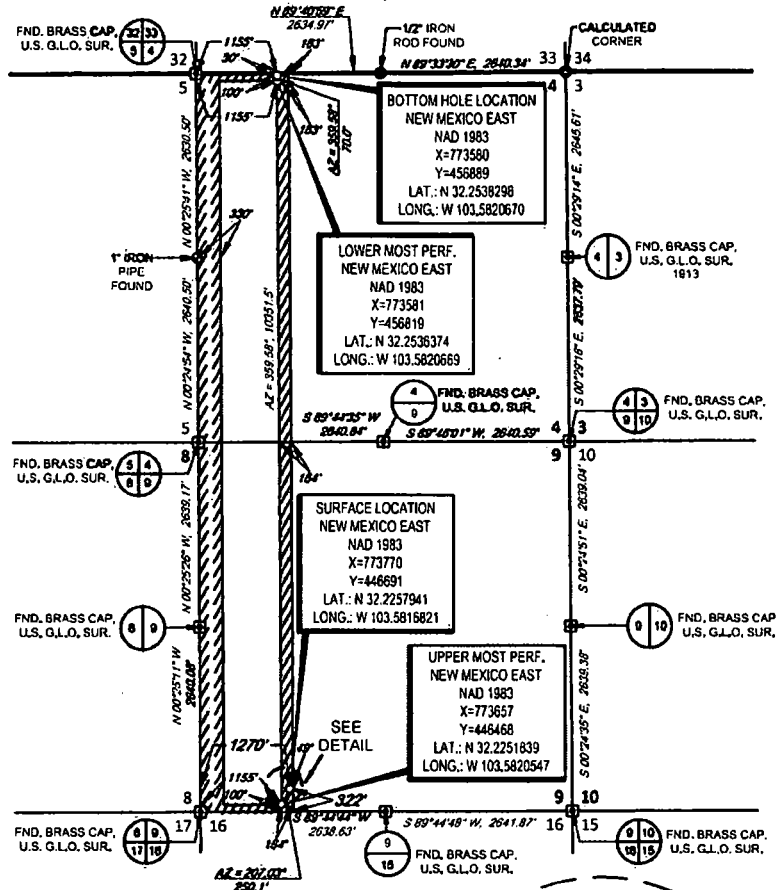 FND. BRASS CAP,
U.S. G.L.O. SUR.
32 33
5 4
32
5
1155'
30'
100'
1155'
183'
N 89°40'59" E
2634.97'
1/2" IRON
ROD FOUND
N 89°33'30" E, 2640.34'
CALCULATED
CORNER
33 34
4 3
183'
AZ = 359.58°
70.0'
BOTTOM HOLE LOCATION
NEW MEXICO EAST
NAD 1983
X=773580
Y=456889
LAT.: N 32.2538298
LONG.: W 103.5820670
N 00°25'41" W, 2630.50'
330'
1" IRON
PIPE
FOUND
LOWER MOST PERF.
NEW MEXICO EAST
NAD 1983
X=773581
Y=456819
LAT.: N 32.2536374
LONG.: W 103.5820669
S 00°29'14" E, 2645.61'
4 3
FND. BRASS CAP,
U.S. G.L.O. SUR.
1913
N 00°24'54" W, 2640.50'
AZ = 359.58°, 10351.5'
S 00°29'16" E, 2637.79'
4
9
FND. BRASS CAP,
U.S. G.L.O. SUR.
4 3
9 10
FND. BRASS CAP,
U.S. G.L.O. SUR.
S 89°44'35" W
2640.84'
S 89°46'01" W, 2640.59'
5
8
4 3
9 10
FND. BRASS CAP,
U.S. G.L.O. SUR.
5 4
8 9
184'
SURFACE LOCATION
NEW MEXICO EAST
NAD 1983
X=773770
Y=446691
LAT.: N 32.2257941
LONG.: W 103.5816821
N 00°25'26" W, 2639.17'
S 00°24'51" E, 2639.04'
FND. BRASS CAP,
U.S. G.L.O. SUR.
8 9
9 10
FND. BRASS CAP,
U.S. G.L.O. SUR.
N 00°25'11" W
2640.08'
UPPER MOST PERF.
NEW MEXICO EAST
NAD 1983
X=773657
Y=446468
LAT.: N 32.2251839
LONG.: W 103.5820547
S 00°24'35" E, 2639.38'
SEE
DETAIL
1270'
1155'
100'
322'
184'
8
17 16
S 89°44'44" W
2638.63'
S 89°44'48" W, 2641.87'
9 10
16 15
FND. BRASS CAP,
U.S. G.L.O. SUR.
8 9
17 16
AZ = 207.03°
250.1'
9
16
FND. BRASS CAP,
U.S. G.L.O. SUR.
9 10
16 15
FND. BRASS CAP,
U.S. G.L.O. SUR.